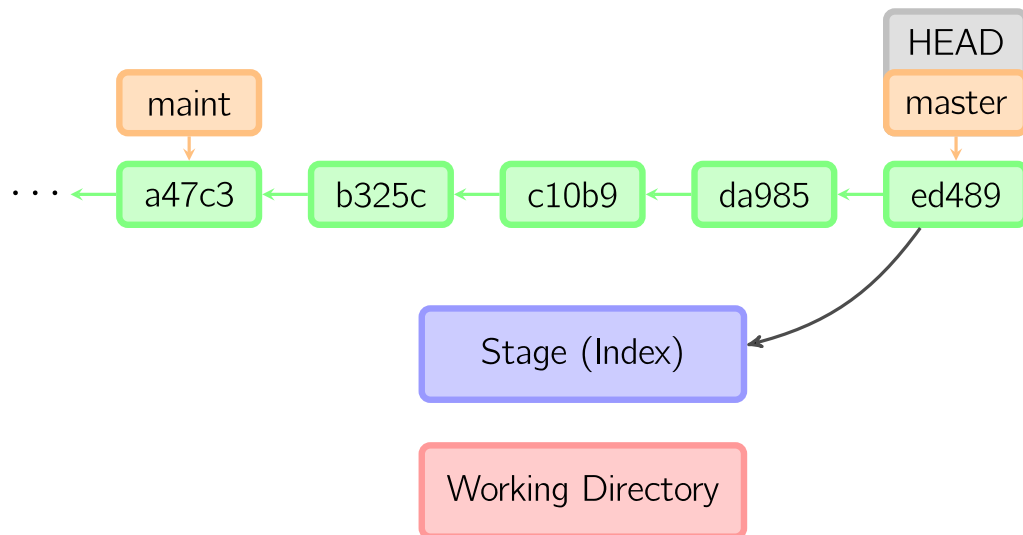 HEAD
maint
master
... a47c3 b325c c10b9 da985 ed489
Stage (Index)
Working Directory